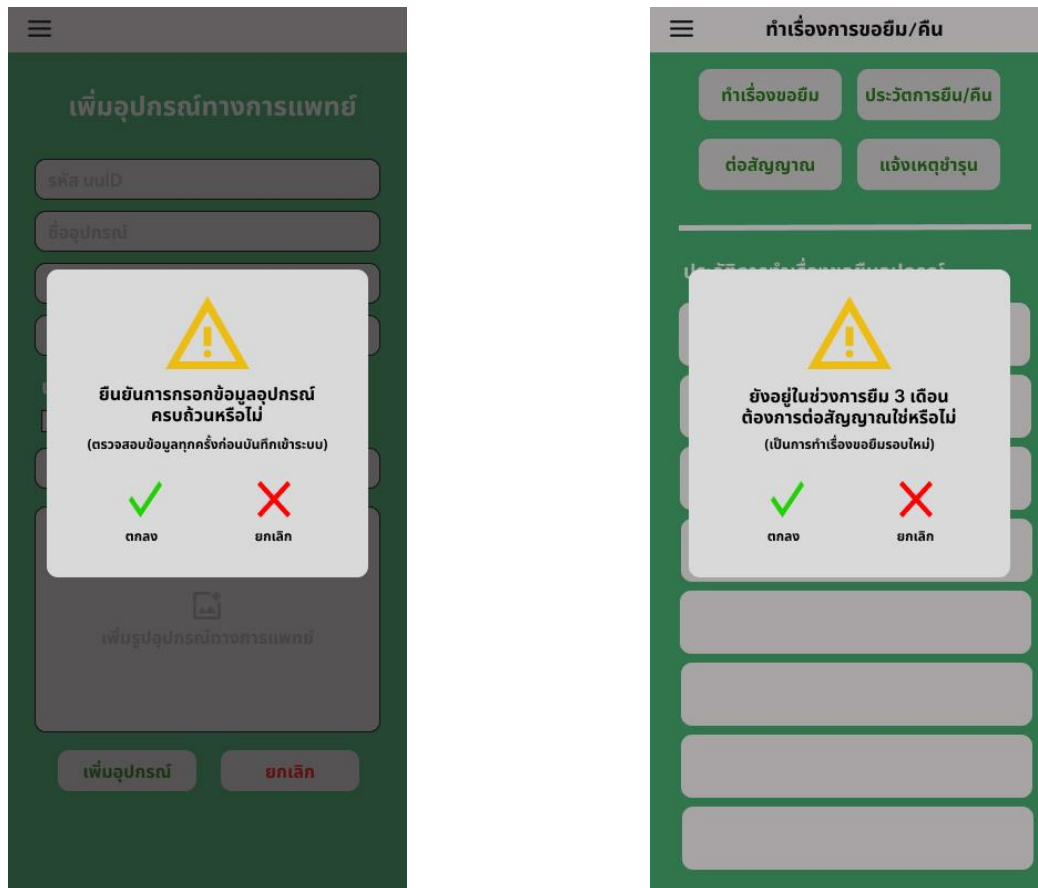 เพิ่มอุปกรณ์ทางการแพทย์
รหัส uuID
ชื่ออุปกรณ์
ยืนยันการกรอกข้อมูลอุปกรณ์
ครบถ้วนหรือไม่
(ตรวจสอบข้อมูลทุกครั้งก่อนบันทึกเข้าระบบ)
ตกลง
ยกเลิก
เพิ่มรูปอุปกรณ์ทางการแพทย์
เพิ่มอุปกรณ์
ยกเลิก
ทำเรื่องการขอยืม/คืน
ทำเรื่องขอยืม
ประวัตการยืน/คืน
ต่อสัญญาณ
แจ้งเหตุชำรุน
ยังอยู่ในช่วงการยืม 3 เดือน
ต้องการต่อสัญญาณใช่หรือไม่
(เป็นการทำเรื่องขอยืมรอบใหม่)
ตกลง
ยกเลิก